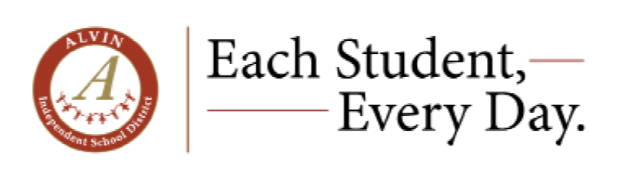 ALVIN
A
Independent School District
Each Student,
Every Day.